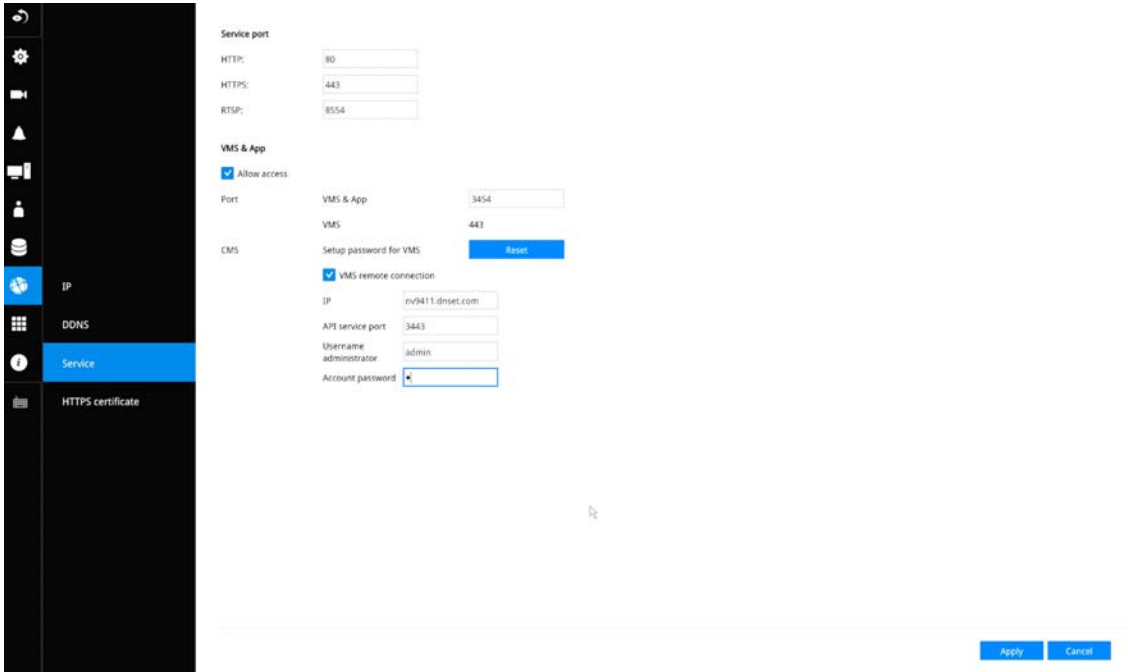 Service port
HTTP: 80
HTTPS: 443
RTSP: 8554
VMS & App
Allow access
Port VMS & App 3454
VMS 443
CMS Setup password for VMS Reset
VMS remote connection
IP nv9411.dnset.com
API service port 3443
Username
administrator admin
Account password
IP
DDNS
Service
HTTPS certificate
Apply Cancel